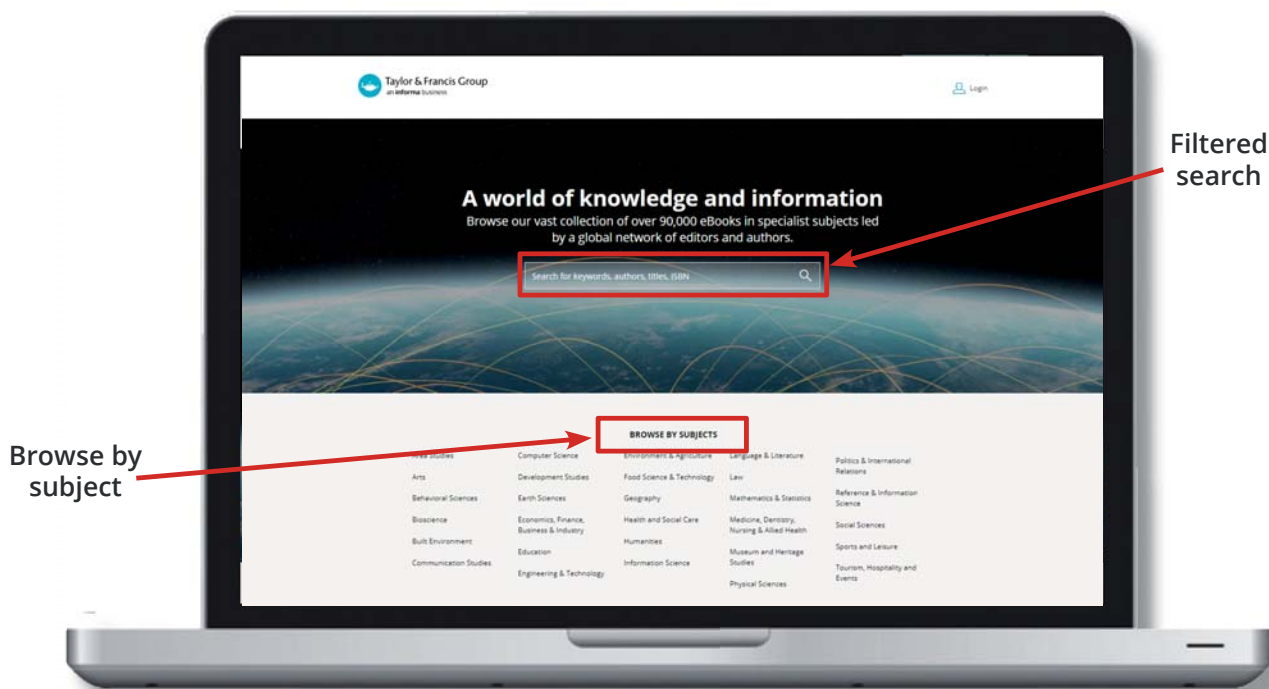 Taylor & Francis Group
an informa business
Login
Filtered
search
A world of knowledge and information
Browse our vast collection of over 90,000 eBooks in specialist subjects led
by a global network of editors and authors.
Search for keywords, authors, titles, ISBN
Browse by
subject
BROWSE BY SUBJECTS
Area Studies
Arts
Behavioral Sciences
Bioscience
Built Environment
Communication Studies
Computer Science
Development Studies
Earth Sciences
Economics, Finance,
Business & Industry
Education
Engineering & Technology
Environment & Agriculture
Food Science & Technology
Geography
Health and Social Care
Humanities
Information Science
Language & Literature
Law
Mathematics & Statistics
Medicine, Dentistry,
Nursing & Allied Health
Museum and Heritage
Studies
Physical Sciences
Politics & International
Relations
Reference & Information
Science
Social Sciences
Sports and Leisure
Tourism, Hospitality and
Events